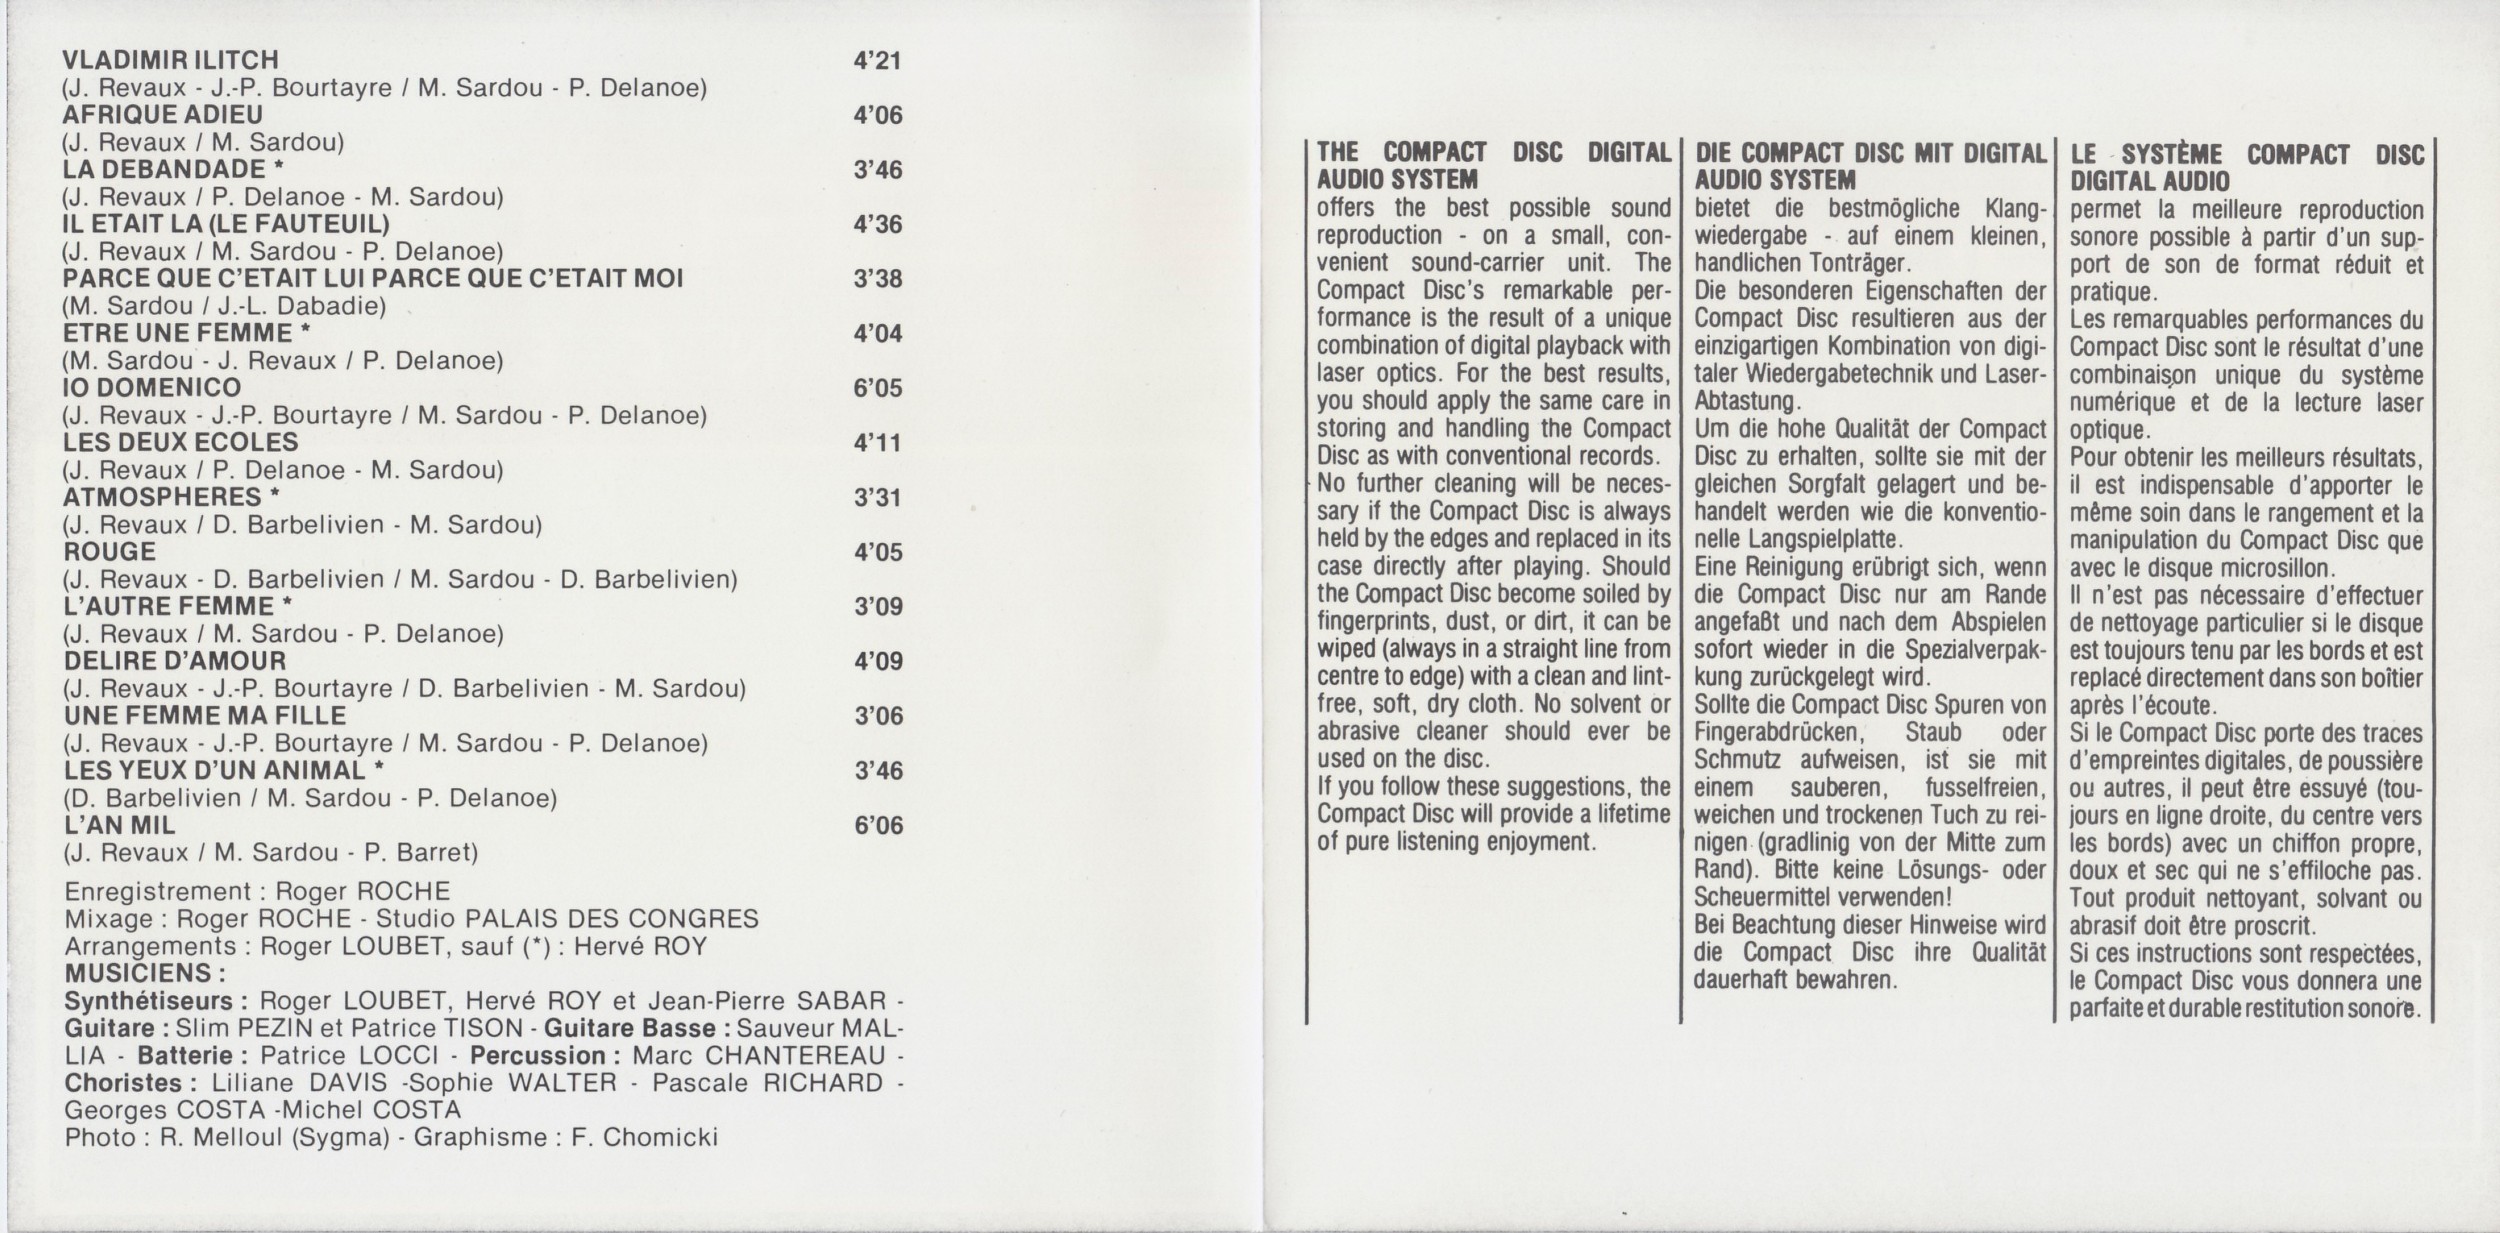 VLADIMIR ILITCH 4'21
(J. Revaux - J.-P. Bourtayre / M. Sardou - P. Delanoe)
AFRIQUE ADIEU 4'06
(J. Revaux / M. Sardou)
LA DEBANDADE * 3'46
(J. Revaux / P. Delanoe - M. Sardou)
IL ETAIT LA (LE FAUTEUIL) 4'36
(J. Revaux / M. Sardou - P. Delanoe)
PARCE QUE C'ETAIT LUI PARCE QUE C'ETAIT MOI 3'38
(M. Sardou / J.-L. Dabadie)
ETRE UNE FEMME * 4'04
(M. Sardou - J. Revaux / P. Delanoe)
IO DOMENICO 6'05
(J. Revaux - J.-P. Bourtayre / M. Sardou - P. Delanoe)
LES DEUX ECOLES 4'11
(J. Revaux / P. Delanoe - M. Sardou)
ATMOSPHERES * 3'31
(J. Revaux / D. Barbelivien - M. Sardou)
ROUGE 4'05
(J. Revaux - D. Barbelivien / M. Sardou - D. Barbelivien)
L'AUTRE FEMME * 3'09
(J. Revaux / M. Sardou - P. Delanoe)
DELIRE D'AMOUR 4'09
(J. Revaux - J.-P. Bourtayre / D. Barbelivien - M. Sardou)
UNE FEMME MA FILLE 3'06
(J. Revaux - J.-P. Bourtayre / M. Sardou - P. Delanoe)
LES YEUX D'UN ANIMAL * 3'46
(D. Barbelivien / M. Sardou - P. Delanoe)
L'AN MIL 6'06
(J. Revaux / M. Sardou - P. Barret)
Enregistrement : Roger ROCHE
Mixage : Roger ROCHE - Studio PALAIS DES CONGRES
Arrangements : Roger LOUBET, sauf (*) : Hervé ROY
MUSICIENS :
Synthétiseurs : Roger LOUBET, Hervé ROY et Jean-Pierre SABAR -
Guitare : Slim PEZIN et Patrice TISON - Guitare Basse : Sauveur MAL-
LIA - Batterie : Patrice LOCCI - Percussion : Marc CHANTEREAU -
Choristes : Liliane DAVIS -Sophie WALTER - Pascale RICHARD -
Georges COSTA -Michel COSTA
Photo : R. Melloul (Sygma) - Graphisme : F. Chomicki
THE COMPACT DISC DIGITAL
AUDIO SYSTEM
offers the best possible sound
reproduction - on a small, con-
venient sound-carrier unit. The
Compact Disc's remarkable per-
formance is the result of a unique
combination of digital playback with
laser optics. For the best results,
you should apply the same care in
storing and handling the Compact
Disc as with conventional records.
No further cleaning will be neces-
sary if the Compact Disc is always
held by the edges and replaced in its
case directly after playing. Should
the Compact Disc become soiled by
fingerprints, dust, or dirt, it can be
wiped (always in a straight line from
centre to edge) with a clean and lint-
free, soft, dry cloth. No solvent or
abrasive cleaner should ever be
used on the disc.
If you follow these suggestions, the
Compact Disc will provide a lifetime
of pure listening enjoyment.
DIE COMPACT DISC MIT DIGITAL
AUDIO SYSTEM
bietet die bestmögliche Klang-
wiedergabe - auf einem kleinen,
handlichen Tonträger.
Die besonderen Eigenschaften der
Compact Disc resultieren aus der
einzigartigen Kombination von digi-
taler Wiedergabetechnik und Laser-
Abtastung.
Um die hohe Qualität der Compact
Disc zu erhalten, sollte sie mit der
gleichen Sorgfalt gelagert und be-
handelt werden wie die konventio-
nelle Langspielplatte.
Eine Reinigung erübrigt sich, wenn
die Compact Disc nur am Rande
angefaßt und nach dem Abspielen
sofort wieder in die Spezialverpak-
kung zurückgelegt wird.
Sollte die Compact Disc Spuren von
Fingerabdrücken, Staub oder
Schmutz aufweisen, ist sie mit
einem sauberen, fusselfreien,
weichen und trockenen Tuch zu rei-
nigen (gradlinig von der Mitte zum
Rand). Bitte keine Lösungs- oder
Scheuermittel verwenden!
Bei Beachtung dieser Hinweise wird
die Compact Disc ihre Qualität
dauerhaft bewahren.
LE SYSTÈME COMPACT DISC
DIGITAL AUDIO
permet la meilleure reproduction
sonore possible à partir d'un sup-
port de son de format réduit et
pratique.
Les remarquables performances du
Compact Disc sont le résultat d'une
combinaison unique du système
numérique et de la lecture laser
optique.
Pour obtenir les meilleurs résultats,
il est indispensable d'apporter le
même soin dans le rangement et la
manipulation du Compact Disc que
avec le disque microsillon.
Il n'est pas nécessaire d'effectuer
de nettoyage particulier si le disque
est toujours tenu par les bords et est
replacé directement dans son boîtier
après l'écoute.
Si le Compact Disc porte des traces
d'empreintes digitales, de poussière
ou autres, il peut être essuyé (tou-
jours en ligne droite, du centre vers
les bords) avec un chiffon propre,
doux et sec qui ne s'effiloche pas.
Tout produit nettoyant, solvant ou
abrasif doit être proscrit.
Si ces instructions sont respectées,
le Compact Disc vous donnera une
parfaite et durable restitution sonore.